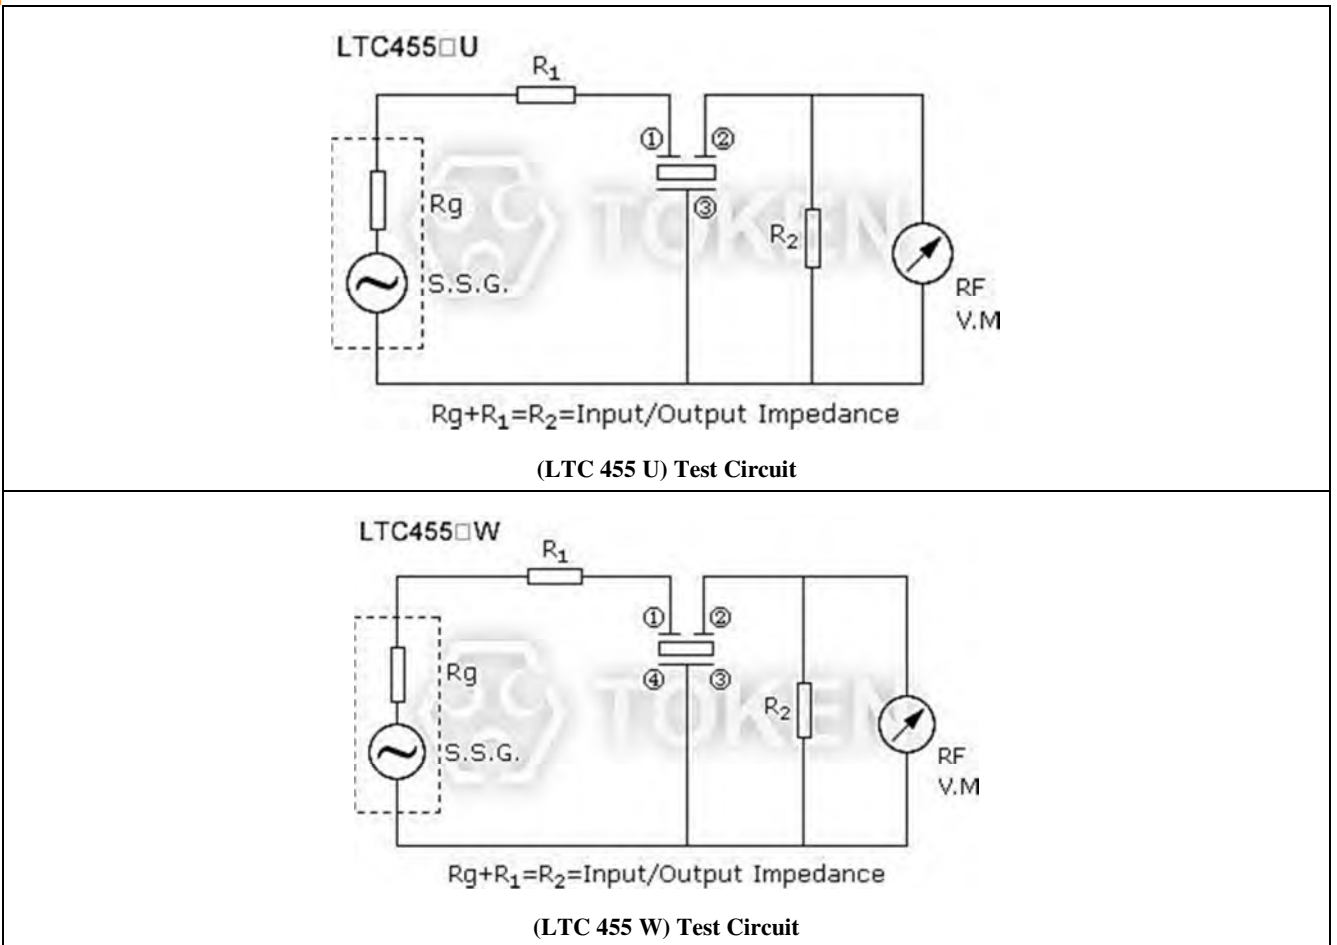 LTC455□U
R1
① ②
Rg
TOKEN
③
R2
S.S.G.
RF
V.M
Rg+R1=R2=Input/Output Impedance
(LTC 455 U) Test Circuit
LTC455□W
R1
① ②
Rg
④ ③
TOKEN
R2
S.S.G.
RF
V.M
Rg+R1=R2=Input/Output Impedance
(LTC 455 W) Test Circuit